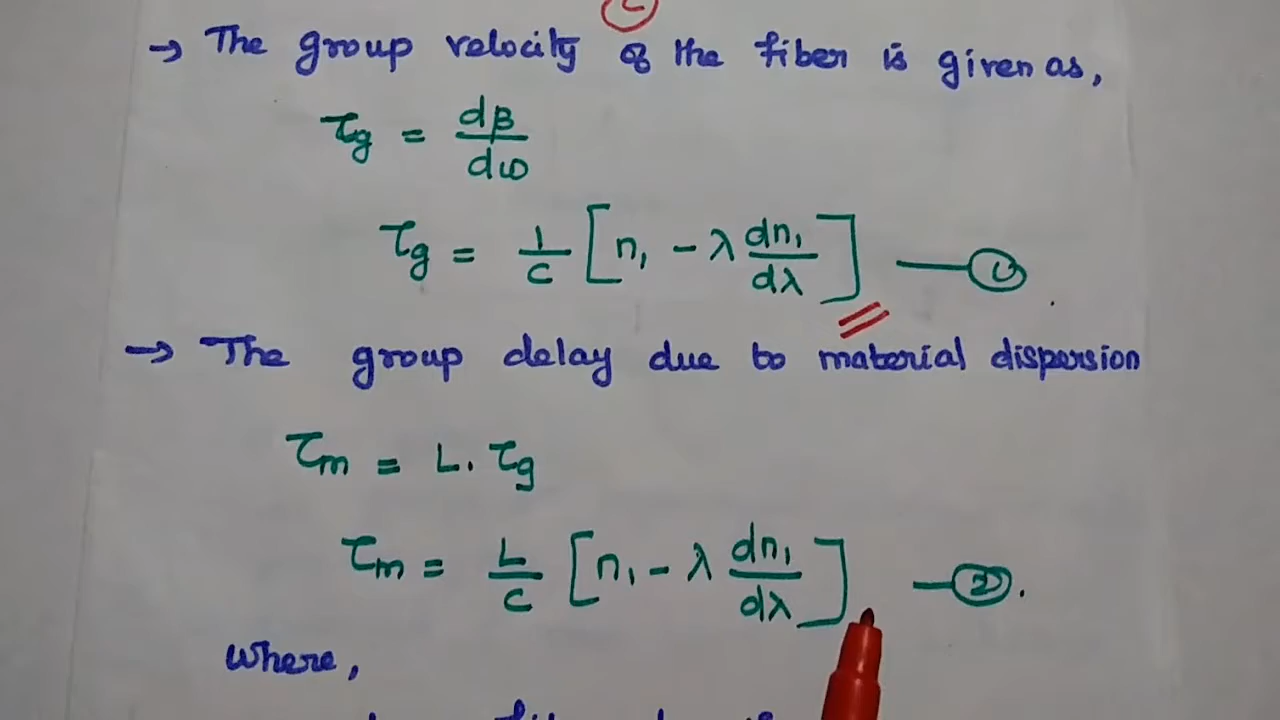 → The group velocity of the fiber is given as,
τg = dβ/dω
τg = 1/c [n₁ - λ dn₁/dλ] —①
→ The group delay due to material dispersion
τm = L. τg
τm = L/c [n₁ - λ dn₁/dλ] —②.
where,